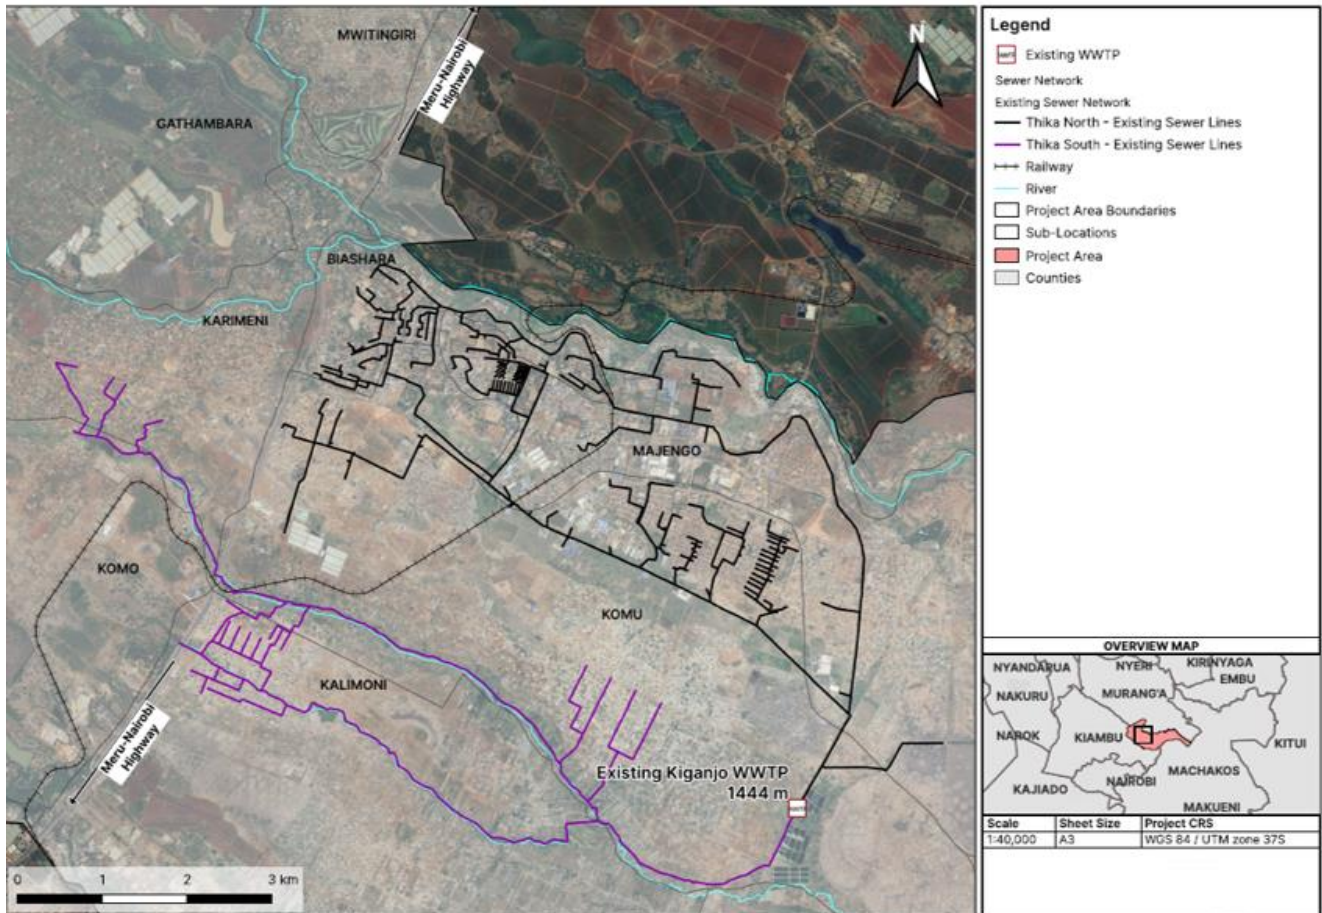 MWITINGIRI
Meru-Nairobi
Highway
N
GATHAMBARA
BIASHARA
KARIMENI
MAJENGO
KOMO
KOMU
KALIMONI
Meru-Nairobi
Highway
Existing Kiganjo WWTP
1444 m
0 1 2 3 km
Legend
Existing WWTP
Sewer Network
Existing Sewer Network
Thika North - Existing Sewer Lines
Thika South - Existing Sewer Lines
Railway
River
Project Area Boundaries
Sub-Locations
Project Area
Counties
OVERVIEW MAP
NYANDARUA NYERI KIRINYAGA
EMBU
NAKURU MURANG'A
NAROK KIAMBU KITUI
MACHAKOS
KAJIADO NAIROBI
MAKUENI
Scale Sheet Size Project CRS
1:40,000 A3 WGS 84 / UTM zone 37S